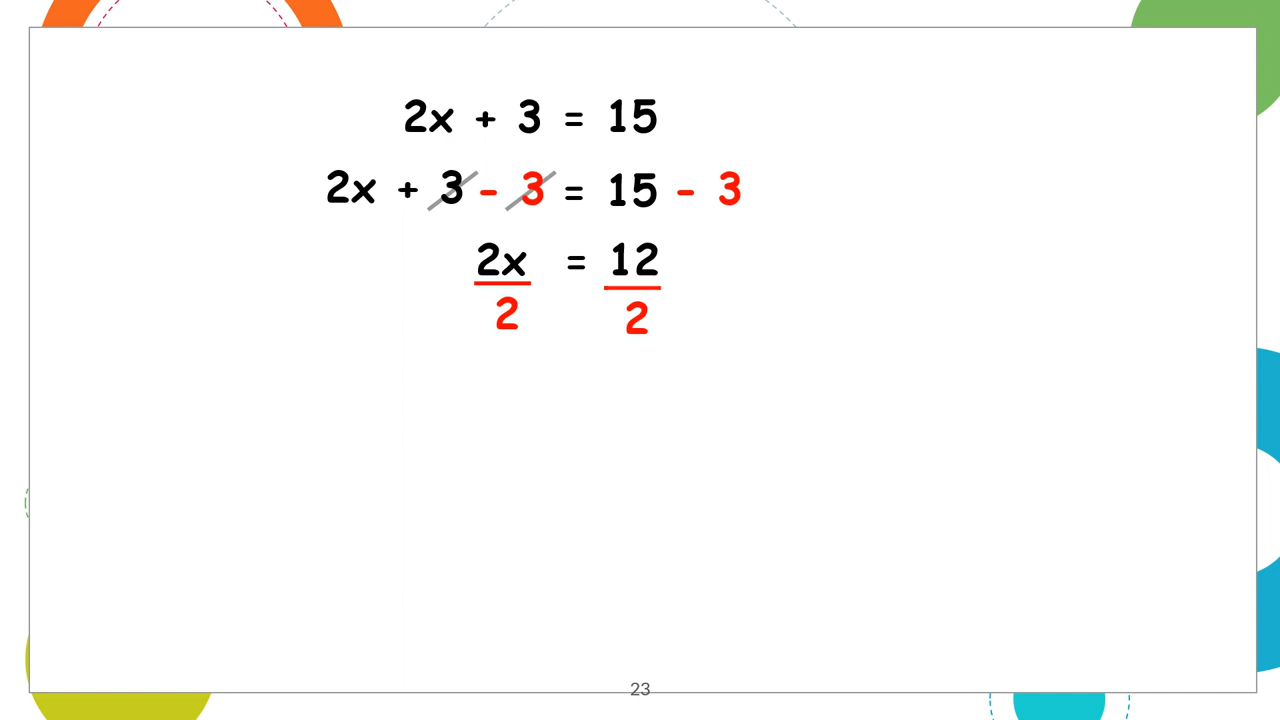 2x + 3 = 15
2x + 3 - 3 = 15 - 3
2x = 12
2 2
23